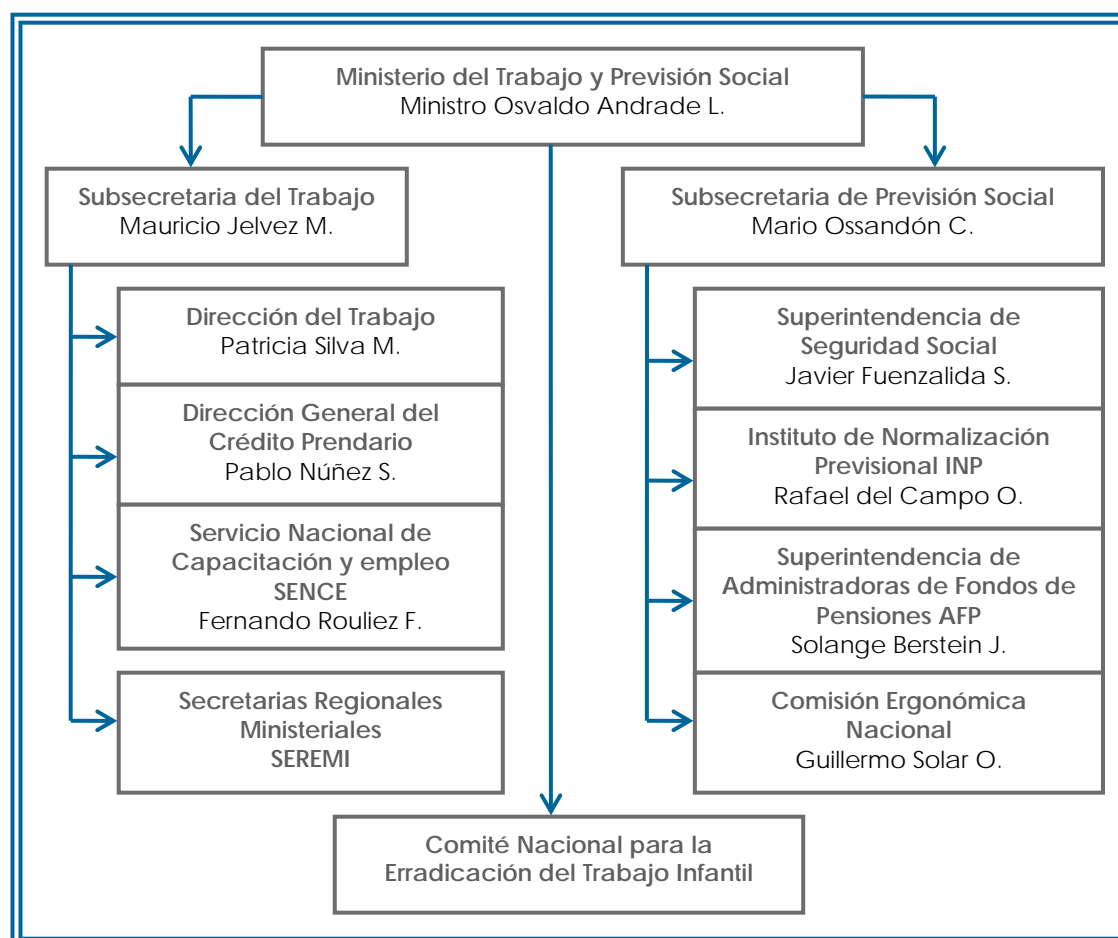 Ministerio del Trabajo y Previsión Social
Ministro Osvaldo Andrade L.
Subsecretaria del Trabajo
Mauricio Jelvez M.
Subsecretaria de Previsión Social
Mario Ossandón C.
Dirección del Trabajo
Patricia Silva M.
Dirección General del
Crédito Prendario
Pablo Núñez S.
Servicio Nacional de
Capacitación y empleo
SENCE
Fernando Rouliez F.
Secretarias Regionales
Ministeriales
SEREMI
Superintendencia de
Seguridad Social
Javier Fuenzalida S.
Instituto de Normalización
Previsional INP
Rafael del Campo O.
Superintendencia de
Administradoras de Fondos de
Pensiones AFP
Solange Berstein J.
Comisión Ergonómica
Nacional
Guillermo Solar O.
Comité Nacional para la
Erradicación del Trabajo Infantil